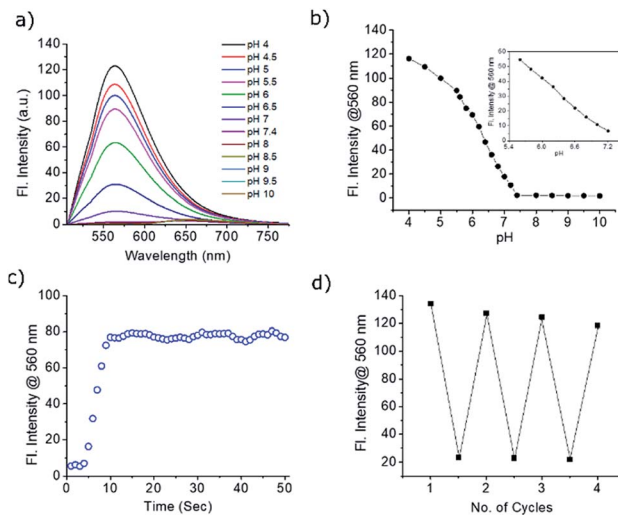 a)
Fl. Intensity (a.u.)
140
120
100
80
60
40
20
0
550 600 650 700 750
Wavelength (nm)
pH 4
pH 4.5
pH 5
pH 5.5
pH 6
pH 6.5
pH 7
pH 7.4
pH 8
pH 8.5
pH 9
pH 9.5
pH 10
b)
Fl. Intensity @560 nm
140
120
100
80
60
40
20
0
4 5 6 7 8 9 10
pH
Fl. Intensity @ 560 nm
60
50
40
30
20
10
0
5.4 6.0 6.6 7.2
pH
c)
Fl. Intensity @ 560 nm
100
80
60
40
20
0
0 10 20 30 40 50
Time (Sec)
d)
Fl. Intensity@ 560 nm
140
120
100
80
60
40
20
1 2 3 4
No. of Cycles